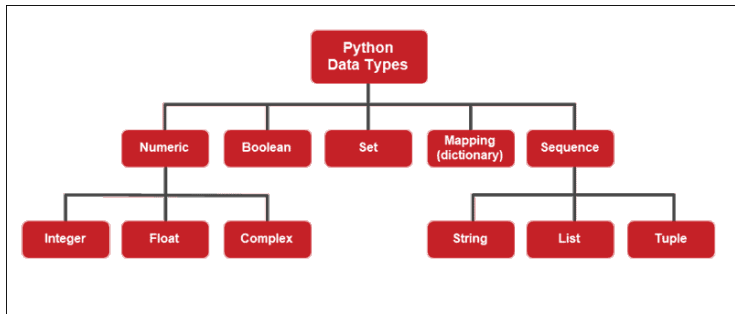 Python
Data Types
Numeric
Boolean
Set
Mapping
(dictionary)
Sequence
Integer
Float
Complex
String
List
Tuple